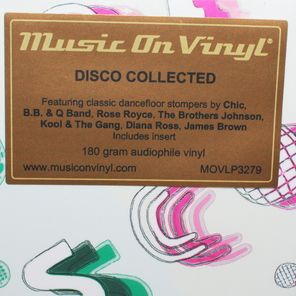 Music On Vinyl®
DISCO COLLECTED
Featuring classic dancefloor stompers by Chic,
B.B. & Q Band, Rose Royce, The Brothers Johnson,
Kool & The Gang, Diana Ross, James Brown
Includes insert
180 gram audiophile vinyl
www.musiconvinyl.com MOVLP3279